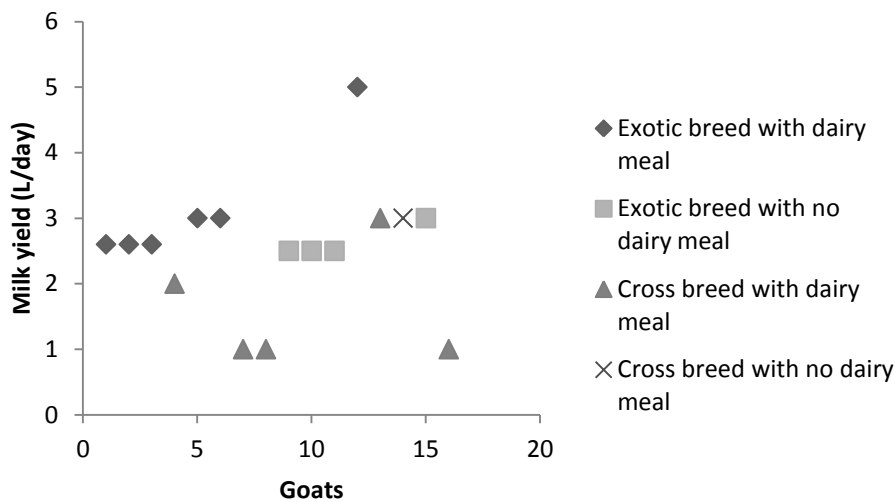 6
5
4
3
2
1
0
Milk yield (L/day)
0 5 10 15 20
Goats
Exotic breed with dairy
meal
Exotic breed with no
dairy meal
Cross breed with dairy
meal
Cross breed with no dairy
meal